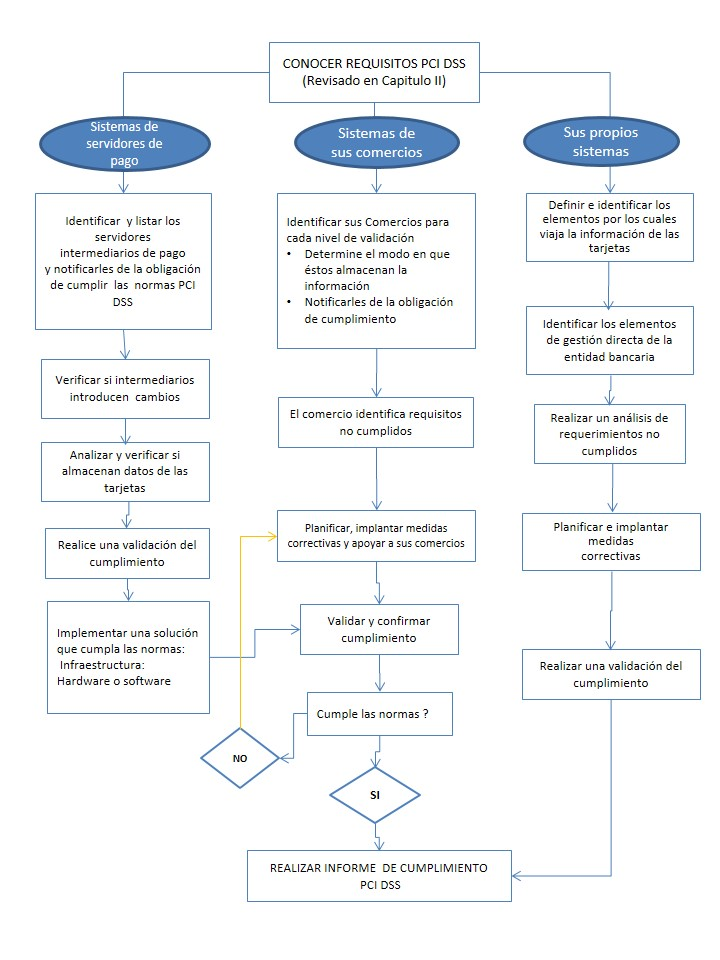 CONOCER REQUISITOS PCI DSS
(Revisado en Capitulo II)
Sistemas de
servidores de
pago
Sistemas de
sus comercios
Sus propios
sistemas
Identificar y listar los
servidores
intermediarios de pago
y notificarles de la obligación
de cumplir las normas PCI
DSS
Identificar sus Comercios para
cada nivel de validación
• Determine el modo en que
éstos almacenan la
información
• Notificarles de la obligación
de cumplimiento
Definir e identificar los
elementos por los cuales
viaja la información de las
tarjetas
Identificar los elementos
de gestión directa de la
entidad bancaria
Verificar si intermediarios
introducen cambios
El comercio identifica requisitos
no cumplidos
Realizar un análisis de
requerimientos no
cumplidos
Analizar y verificar si
almacenan datos de las
tarjetas
Planificar, implantar medidas
correctivas y apoyar a sus comercios
Planificar e implantar
medidas
correctivas
Realice una validación del
cumplimiento
Implementar una solución
que cumpla las normas:
Infraestructura:
Hardware o software
Validar y confirmar
cumplimiento
Realizar una validación del
cumplimiento
Cumple las normas ?
NO
SI
REALIZAR INFORME DE CUMPLIMIENTO
PCI DSS